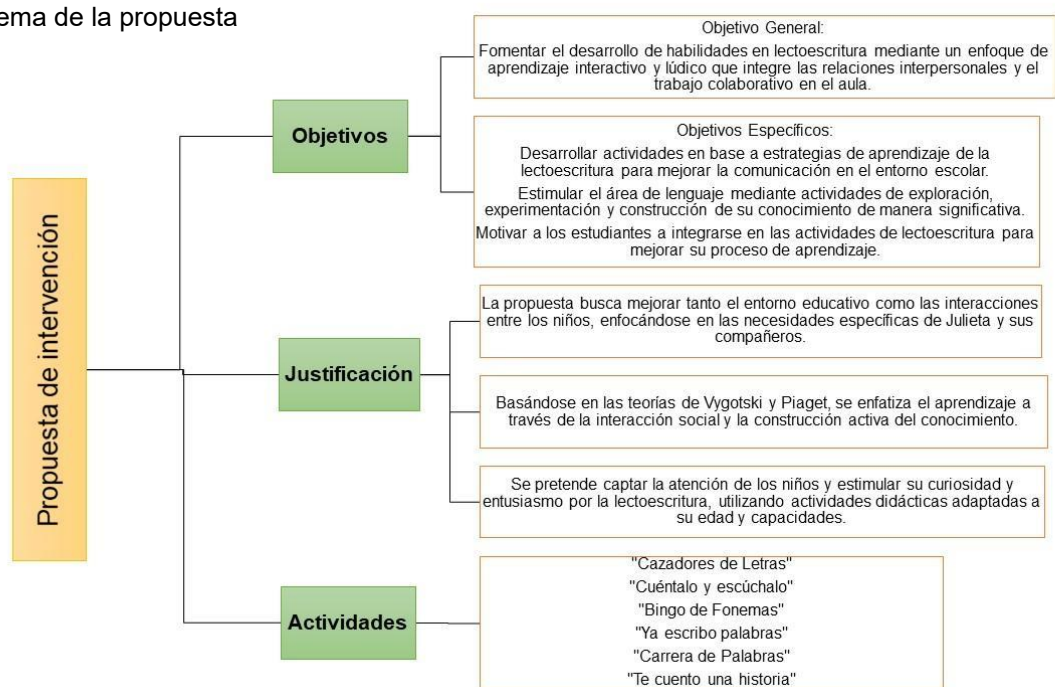 ema de la propuesta
Propuesta de intervención
Objetivos
Objetivo General:
Fomentar el desarrollo de habilidades en lectoescritura mediante un enfoque de
aprendizaje interactivo y lúdico que integre las relaciones interpersonales y el
trabajo colaborativo en el aula.
Objetivos Específicos:
Desarrollar actividades en base a estrategias de aprendizaje de la
lectoescritura para mejorar la comunicación en el entorno escolar.
Estimular el área de lenguaje mediante actividades de exploración,
experimentación y construcción de su conocimiento de manera significativa.
Motivar a los estudiantes a integrarse en las actividades de lectoescritura para
mejorar su proceso de aprendizaje.
Justificación
La propuesta busca mejorar tanto el entorno educativo como las interacciones
entre los niños, enfocándose en las necesidades específicas de Julieta y sus
compañeros.
Basándose en las teorías de Vygotski y Piaget, se enfatiza el aprendizaje a
través de la interacción social y la construcción activa del conocimiento.
Se pretende captar la atención de los niños y estimular su curiosidad y
entusiasmo por la lectoescritura, utilizando actividades didácticas adaptadas a
su edad y capacidades.
Actividades
"Cazadores de Letras"
"Cuéntalo y escúchalo"
"Bingo de Fonemas"
"Ya escribo palabras"
"Carrera de Palabras"
"Te cuento una historia"